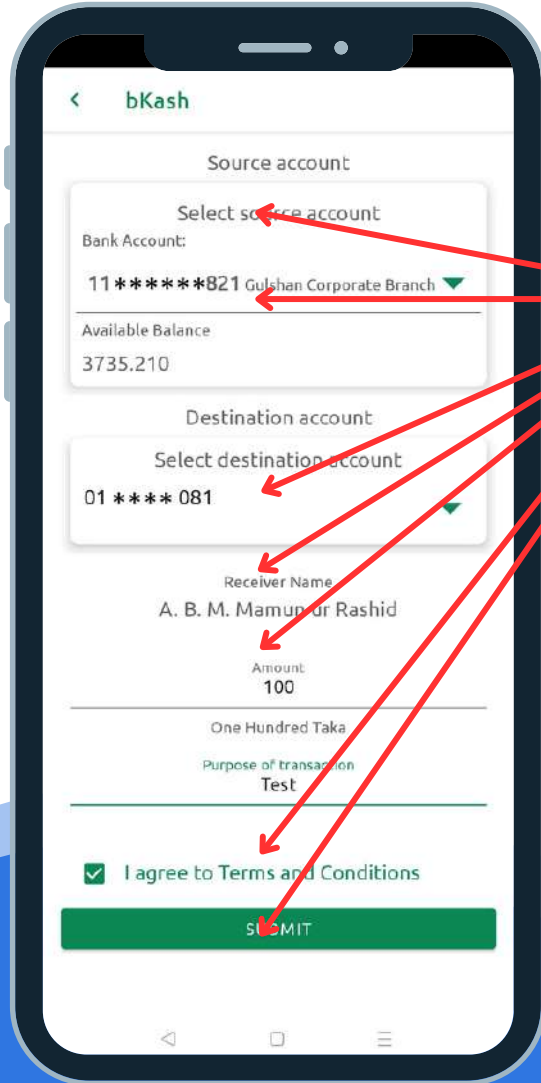 bKash
Source account
Select source account
Bank Account:
11******821 Gulshan Corporate Branch
Available Balance
3735.210
Destination account
Select destination account
01 **** 081
Receiver Name
A. B. M. Mamunur Rashid
Amount
100
One Hundred Taka
Purpose of transaction
Test
I agree to Terms and Conditions
SUBMIT